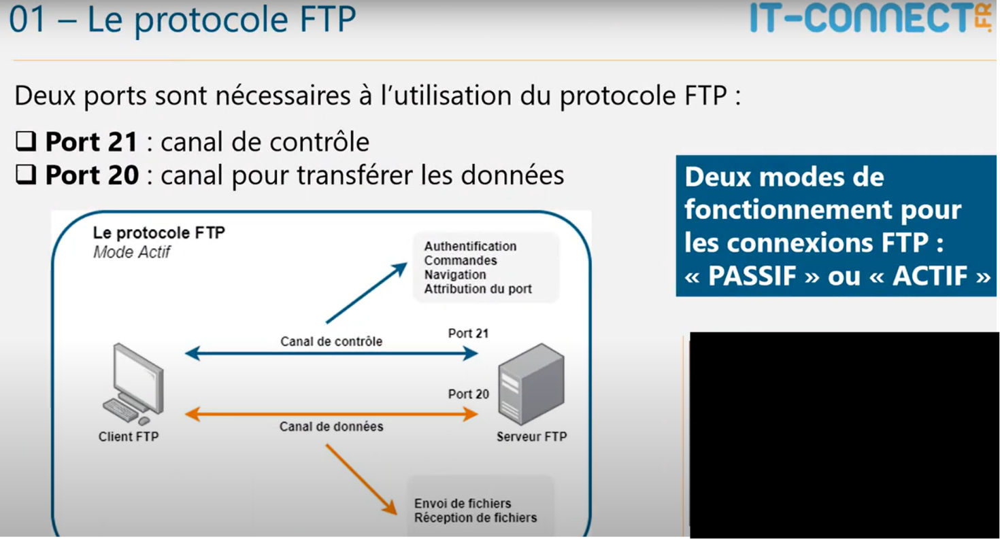 01 – Le protocole FTP
IT-CONNECT.FR
Deux ports sont nécessaires à l’utilisation du protocole FTP :
❑ Port 21 : canal de contrôle
❑ Port 20 : canal pour transférer les données
Deux modes de
fonctionnement pour
les connexions FTP :
« PASSIF » ou « ACTIF »
Le protocole FTP
Mode Actif
Authentification
Commandes
Navigation
Attribution du port
Canal de contrôle
Port 21
Port 20
Canal de données
Client FTP
Serveur FTP
Envoi de fichiers
Réception de fichiers